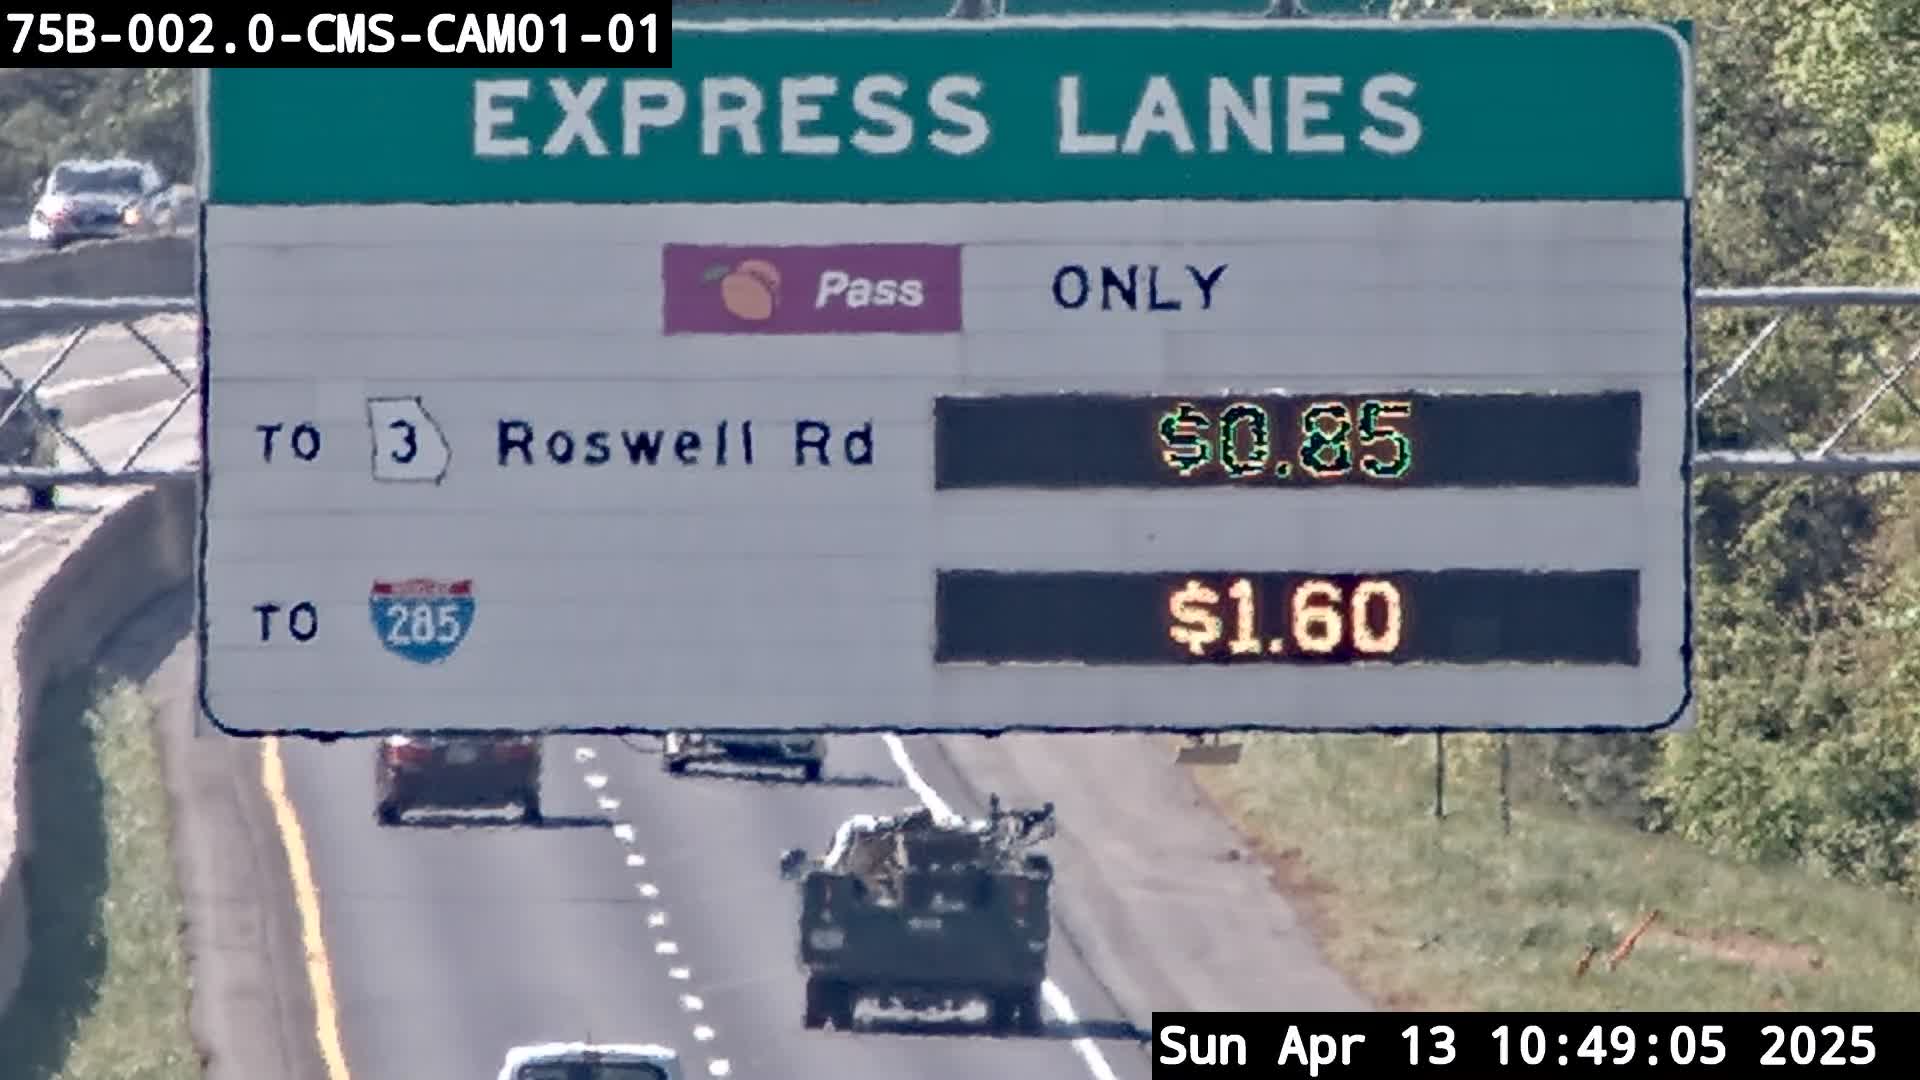 75B-002.0-CMS-CAM01-01
EXPRESS LANES
Pass ONLY
TO 3 Roswell Rd $0.85
TO 285 $1.60
Sun Apr 13 10:49:05 2025